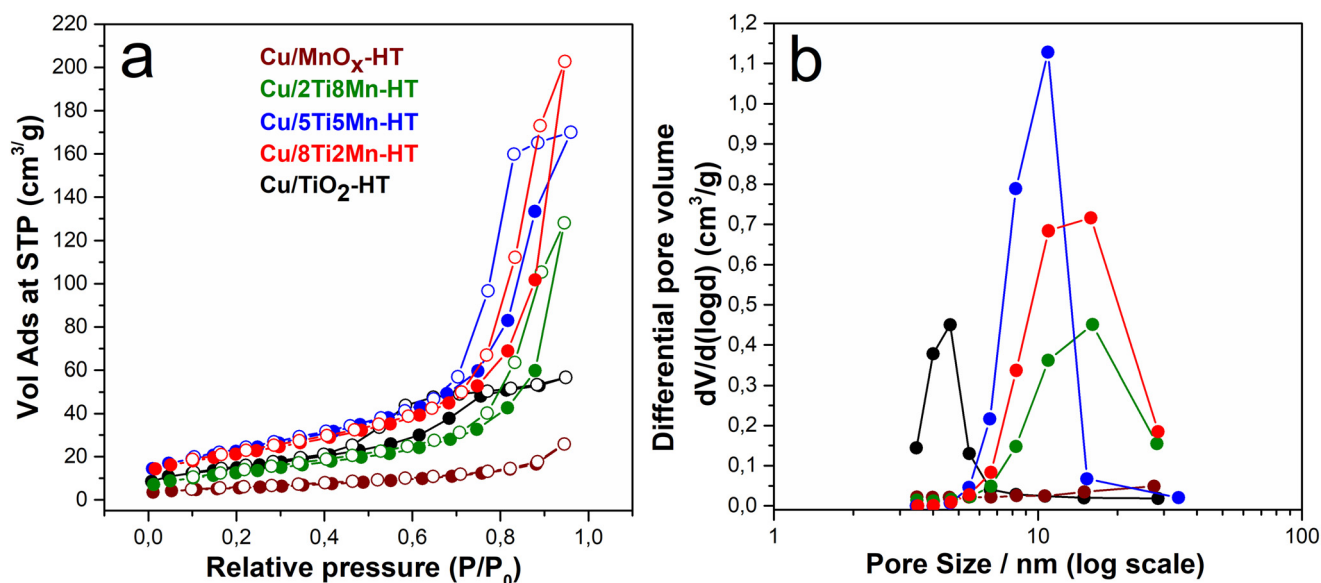 a
Cu/MnOx-HT
Cu/2Ti8Mn-HT
Cu/5Ti5Mn-HT
Cu/8Ti2Mn-HT
Cu/TiO2-HT
Vol Ads at STP (cm3/g)
220
200
180
160
140
120
100
80
60
40
20
0
0,0 0,2 0,4 0,6 0,8 1,0
Relative pressure (P/P0)
b
Differential pore volume
dV/d(logd) (cm3/g)
1,2
1,1
1,0
0,9
0,8
0,7
0,6
0,5
0,4
0,3
0,2
0,1
0,0
1 10 100
Pore Size / nm (log scale)